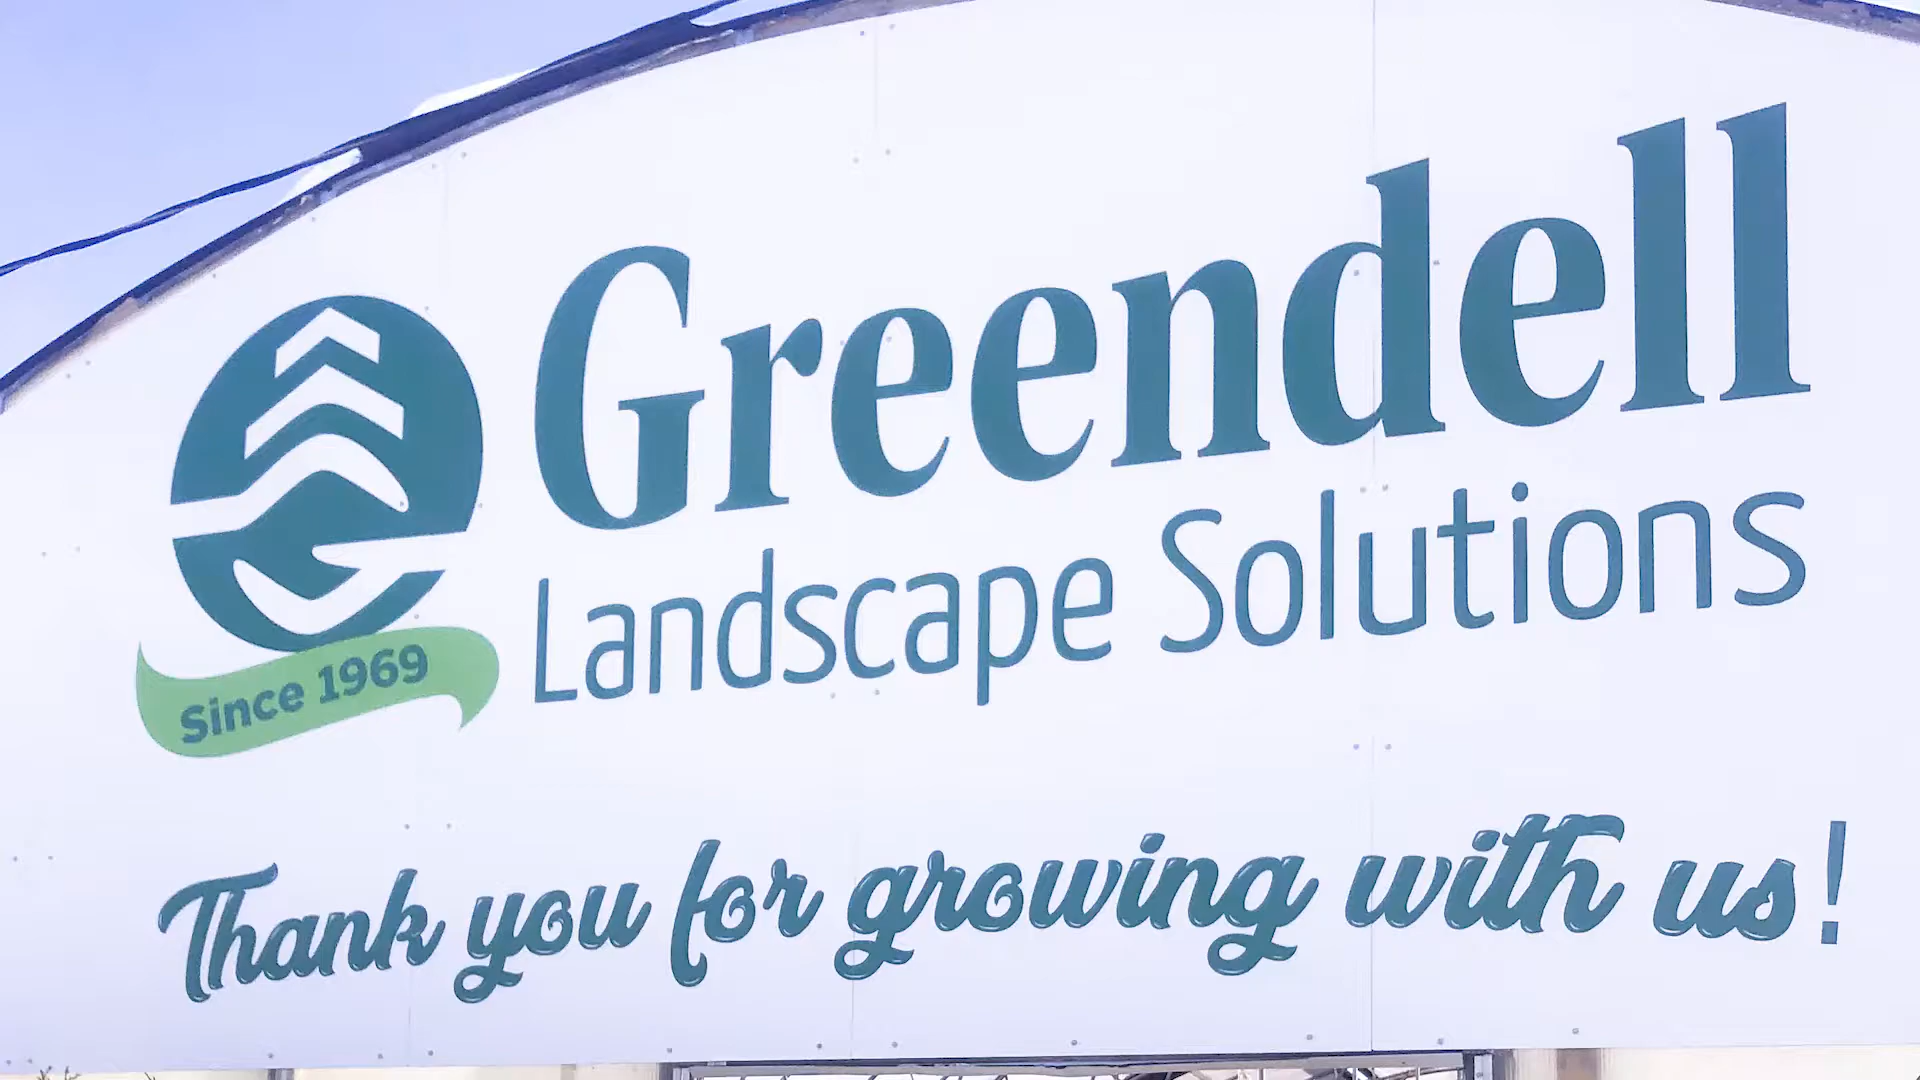 Greendell
Landscape Solutions
Since 1969
Thank you for growing with us!